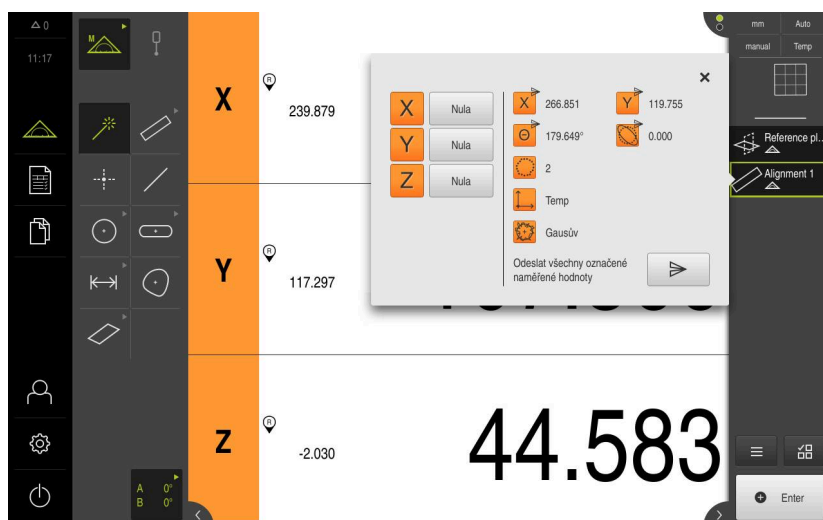 0
11:17
M
A 0°
B 0°
X
R
239.879
Y
R
117.297
Z
R
-2.030
44.583
X Nula
Y Nula
Z Nula
X 266.851
Y 119.755
Θ 179.649°
0.000
2
Temp
Gausův
Odeslat všechny označené
naměřené hodnoty
mm Auto
manual Temp
Reference pl...
Alignment 1
Enter